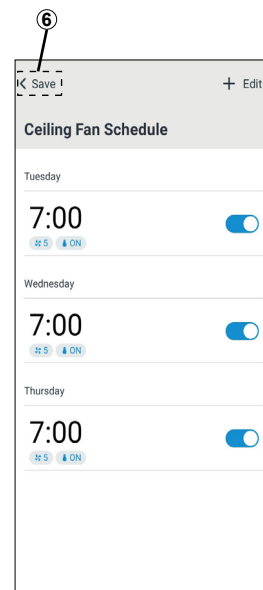 ⑥
Save
+ Edit
Ceiling Fan Schedule
Tuesday
7:00
5 ON
Wednesday
7:00
5 ON
Thursday
7:00
5 ON